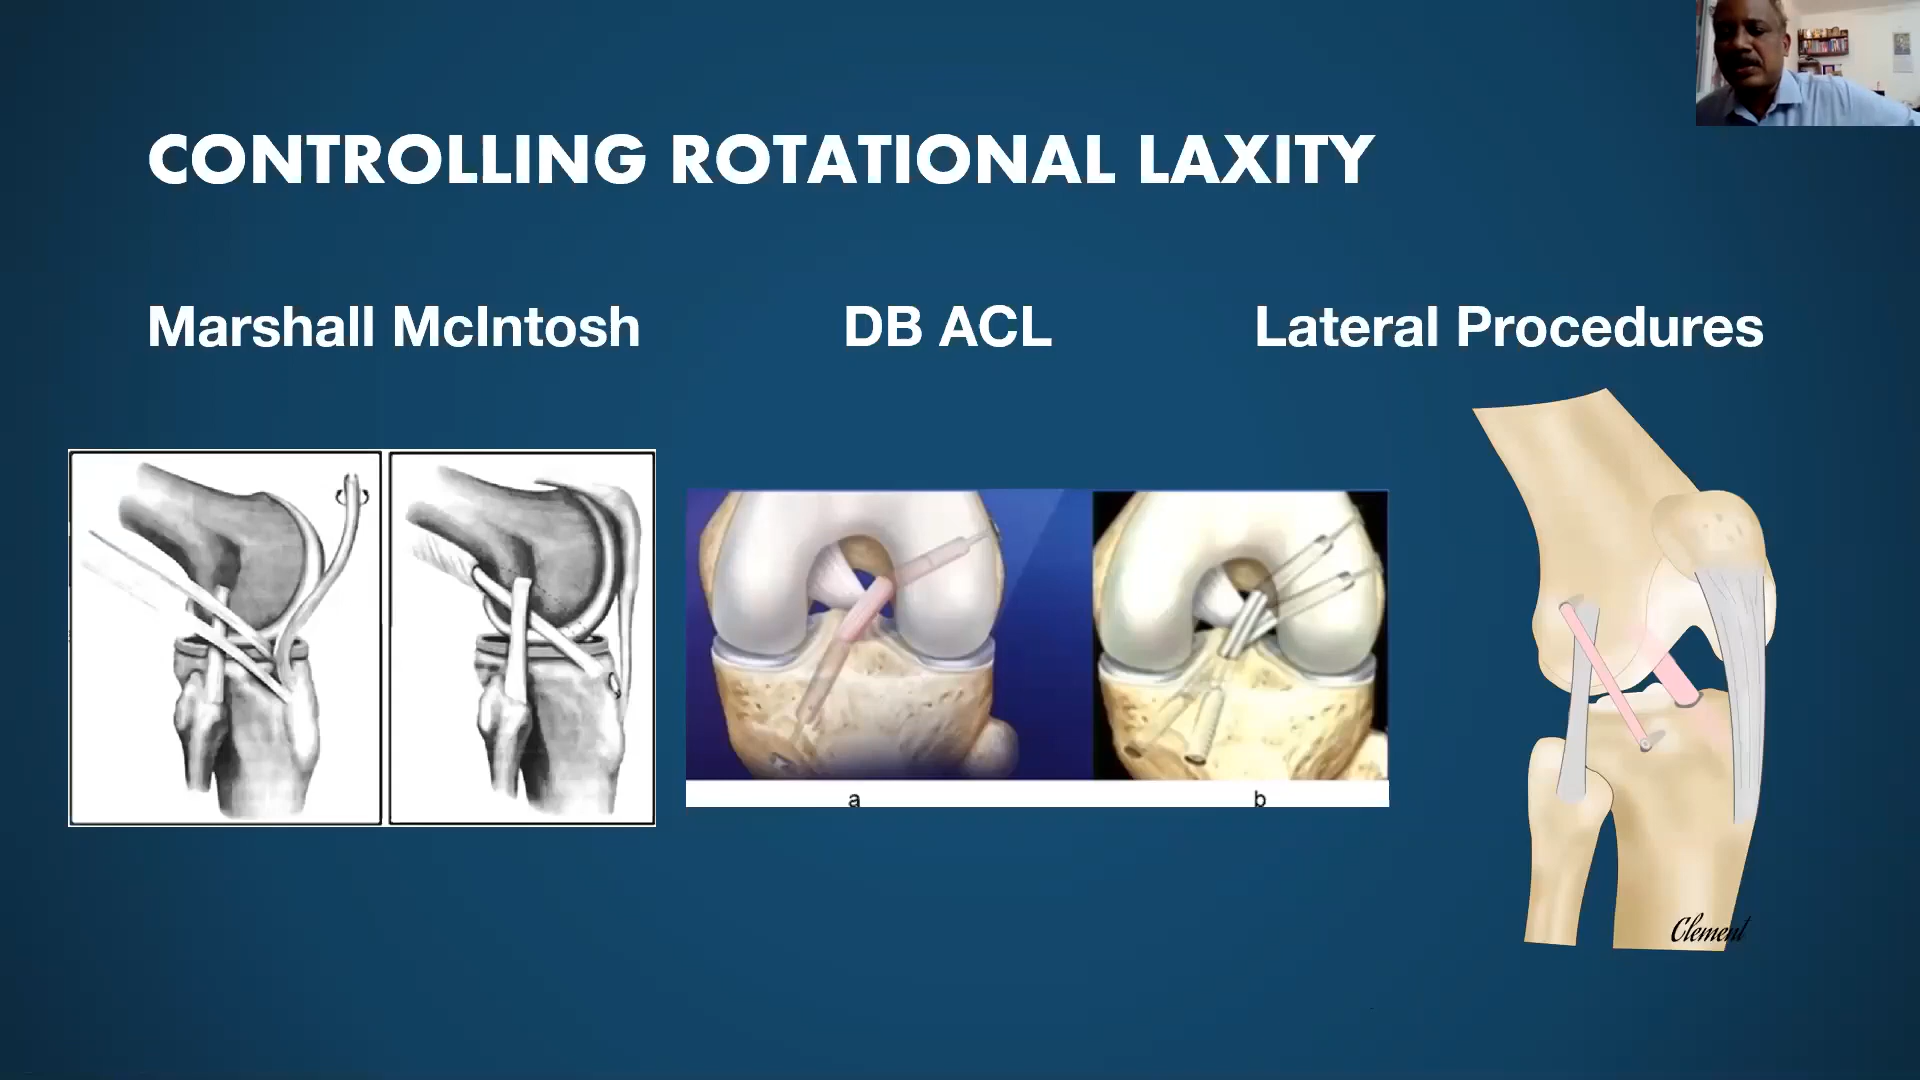 CONTROLLING ROTATIONAL LAXITY
Marshall McIntosh
DB ACL
Lateral Procedures
a
b
Clement